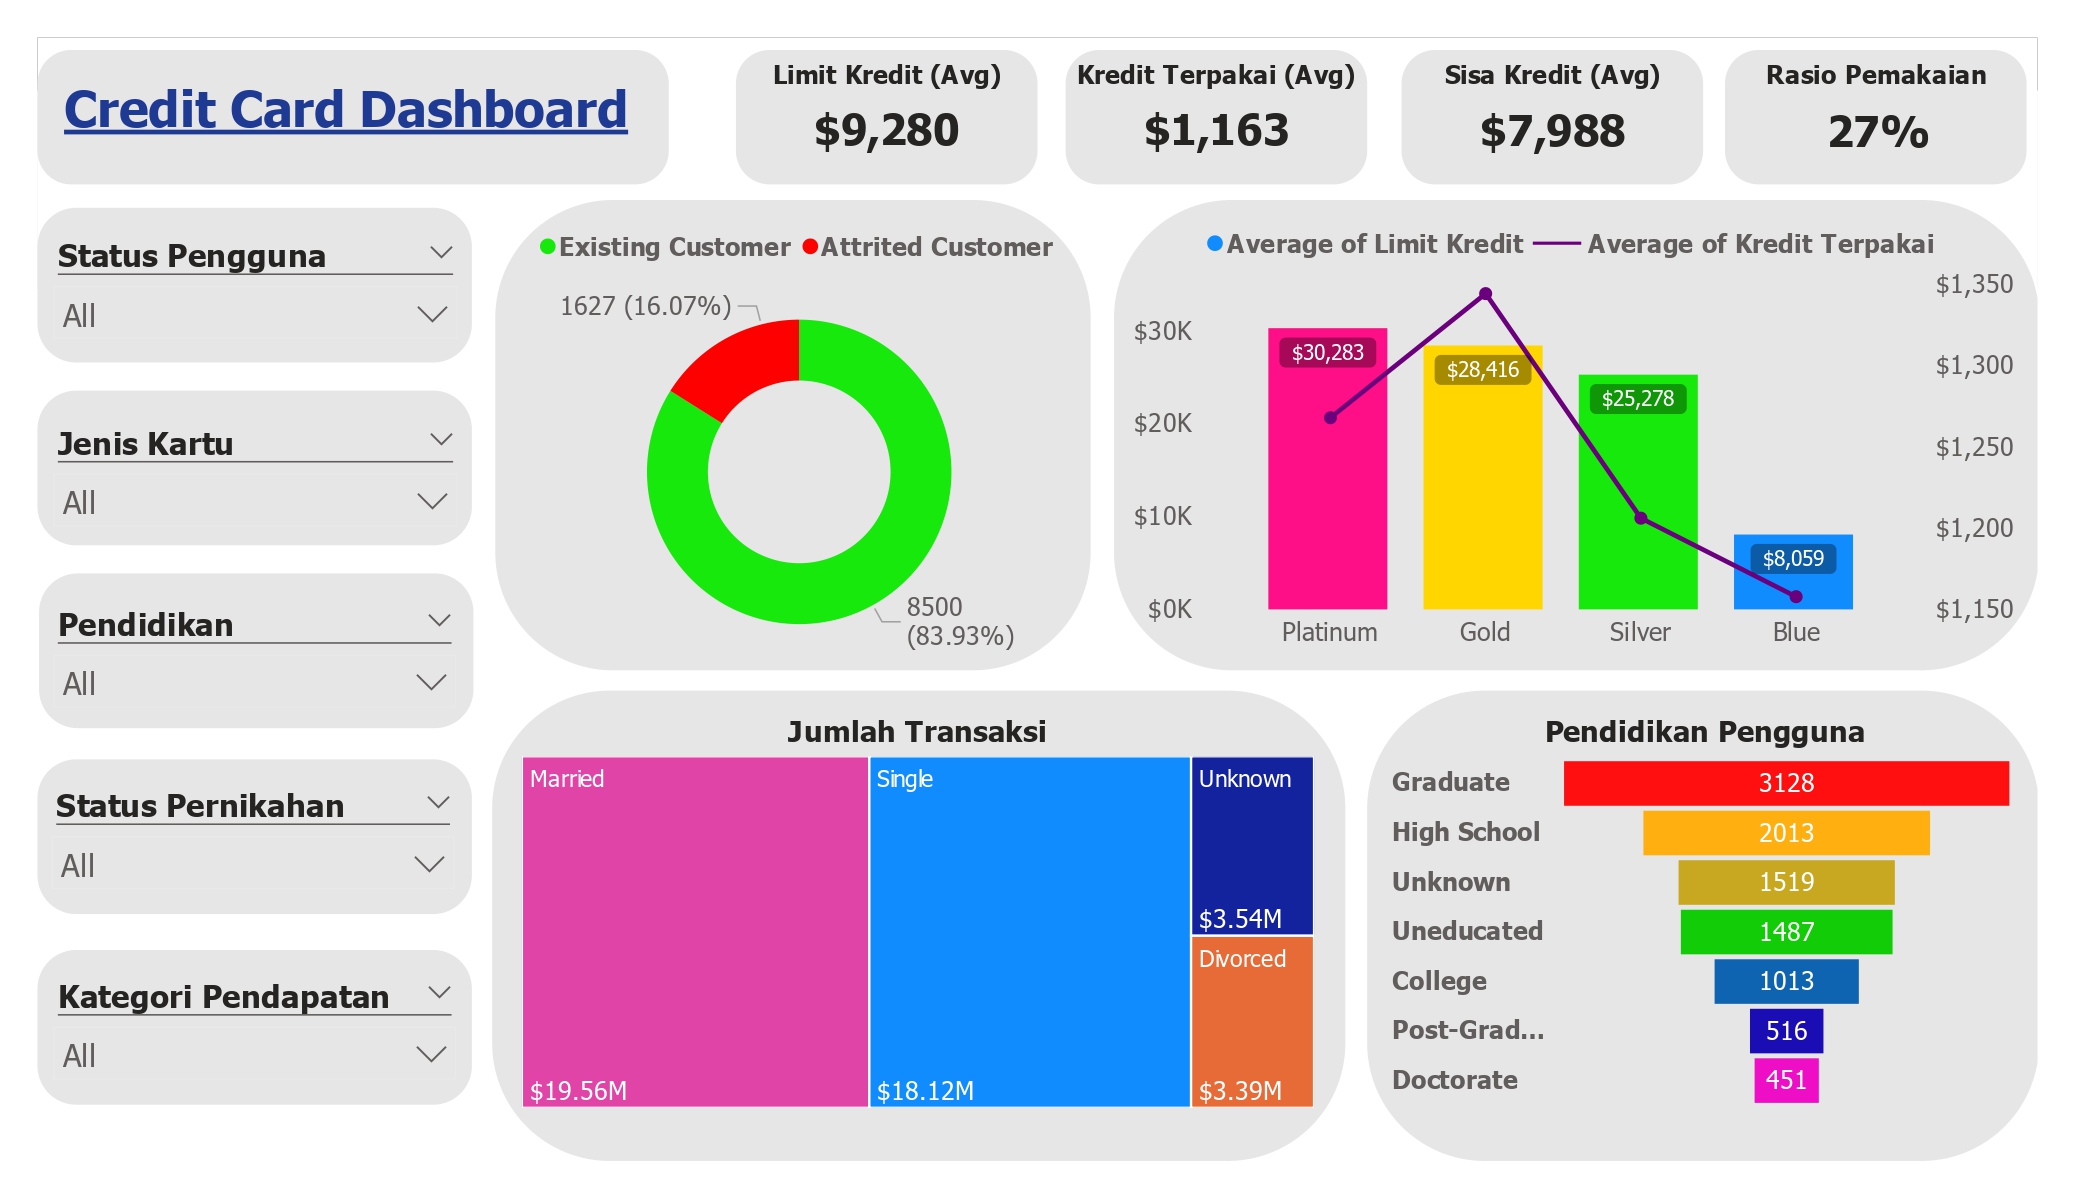 Credit Card Dashboard
Limit Kredit (Avg)
$9,280
Kredit Terpakai (Avg)
$1,163
Sisa Kredit (Avg)
$7,988
Rasio Pemakaian
27%
Status Pengguna
All
Jenis Kartu
All
Pendidikan
All
Status Pernikahan
All
Kategori Pendapatan
All
Existing Customer Attrited Customer
1627 (16.07%)
8500
(83.93%)
Average of Limit Kredit Average of Kredit Terpakai
$30K
$20K
$10K
$0K
$1,350
$1,300
$1,250
$1,200
$1,150
$30,283
$28,416
$25,278
$8,059
Platinum Gold Silver Blue
Jumlah Transaksi
Married
$19.56M
Single
$18.12M
Unknown
$3.54M
Divorced
$3.39M
Pendidikan Pengguna
Graduate 3128
High School 2013
Unknown 1519
Uneducated 1487
College 1013
Post-Grad... 516
Doctorate 451